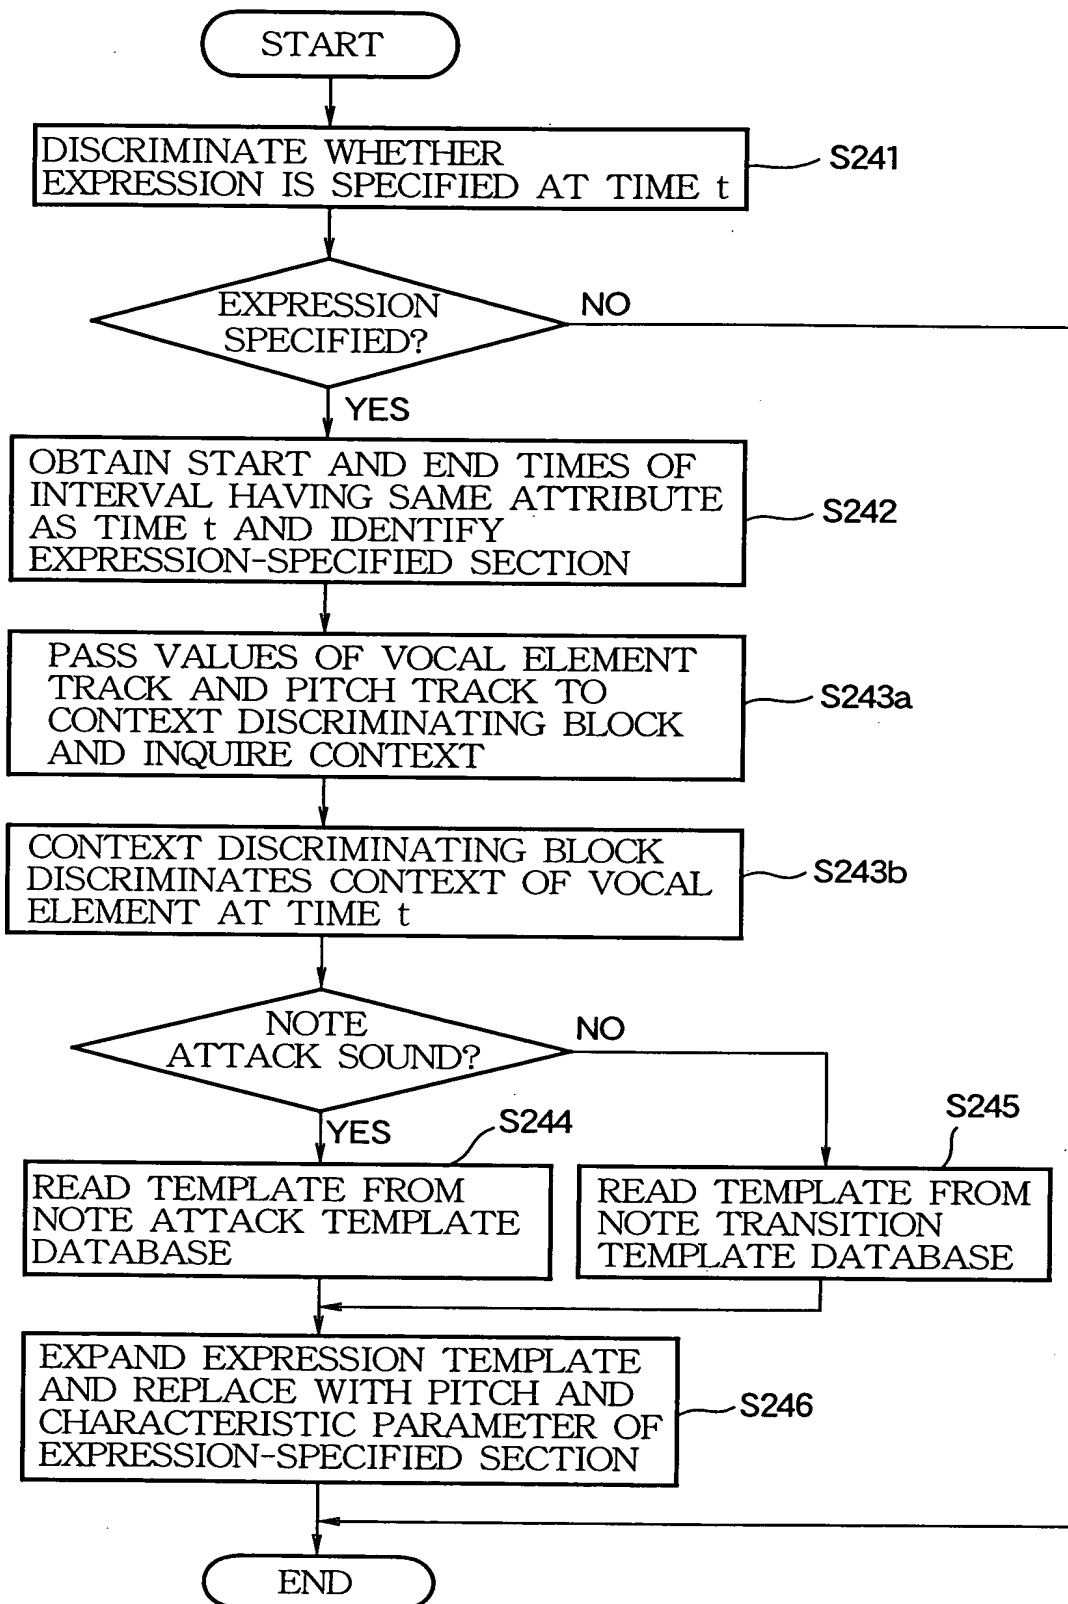 START
DISCRIMINATE WHETHER
EXPRESSION IS SPECIFIED AT TIME t
S241
EXPRESSION
SPECIFIED?
NO
YES
OBTAIN START AND END TIMES OF
INTERVAL HAVING SAME ATTRIBUTE
AS TIME t AND IDENTIFY
EXPRESSION-SPECIFIED SECTION
S242
PASS VALUES OF VOCAL ELEMENT
TRACK AND PITCH TRACK TO
CONTEXT DISCRIMINATING BLOCK
AND INQUIRE CONTEXT
S243a
CONTEXT DISCRIMINATING BLOCK
DISCRIMINATES CONTEXT OF VOCAL
ELEMENT AT TIME t
S243b
NOTE
ATTACK SOUND?
NO
YES
S244
S245
READ TEMPLATE FROM
NOTE ATTACK TEMPLATE
DATABASE
READ TEMPLATE FROM
NOTE TRANSITION
TEMPLATE DATABASE
EXPAND EXPRESSION TEMPLATE
AND REPLACE WITH PITCH AND
CHARACTERISTIC PARAMETER OF
EXPRESSION-SPECIFIED SECTION
S246
END